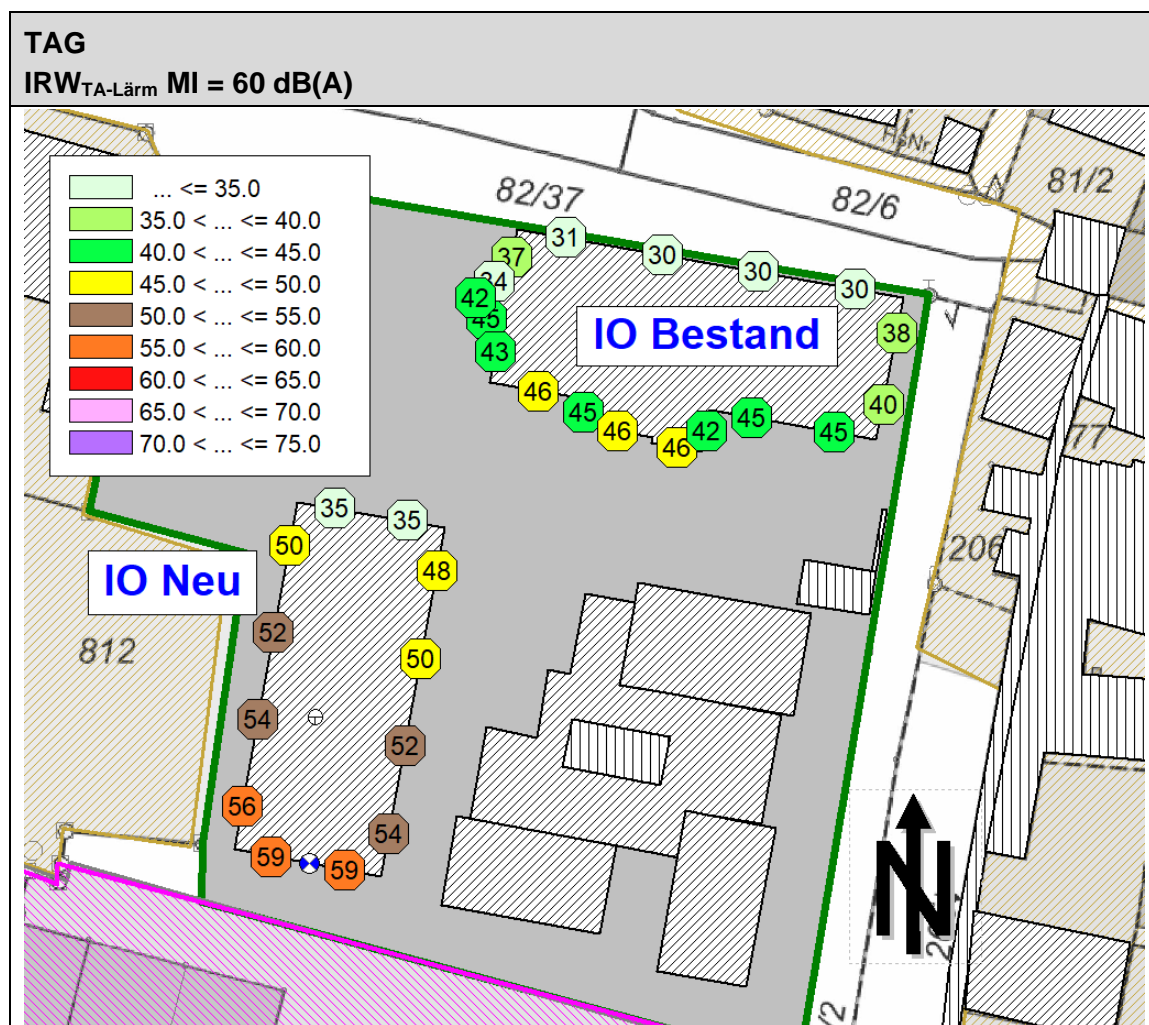 TAG
IRW_TA-Lärm MI = 60 dB(A)
HsNr.
82/37
82/6
81/2
... <= 35.0
35.0 < ... <= 40.0
40.0 < ... <= 45.0
45.0 < ... <= 50.0
50.0 < ... <= 55.0
55.0 < ... <= 60.0
60.0 < ... <= 65.0
65.0 < ... <= 70.0
70.0 < ... <= 75.0
31
30
30
30
37
34
42
45
43
38
IO Bestand
46
45
46
46
42
45
45
40
77
35
35
50
48
206
IO Neu
52
50
812
54
52
56
54
59
59
N
/2